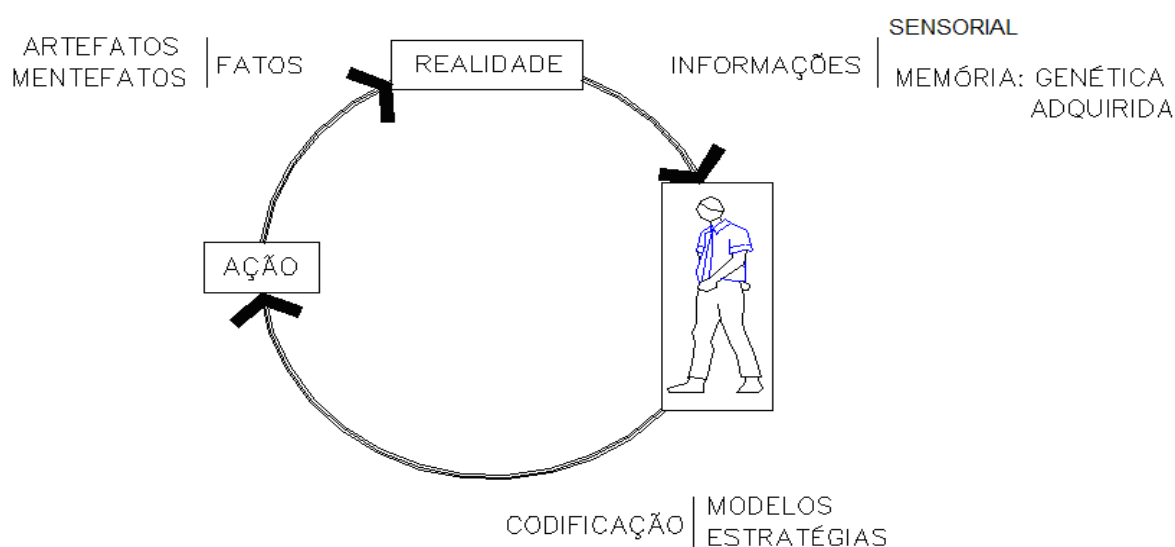 ARTEFATOS
MENTEFATOS
FATOS
REALIDADE
INFORMAÇÕES
SENSORIAL
MEMÓRIA: GENÉTICA
ADQUIRIDA
AÇÃO
CODIFICAÇÃO
MODELOS
ESTRATÉGIAS